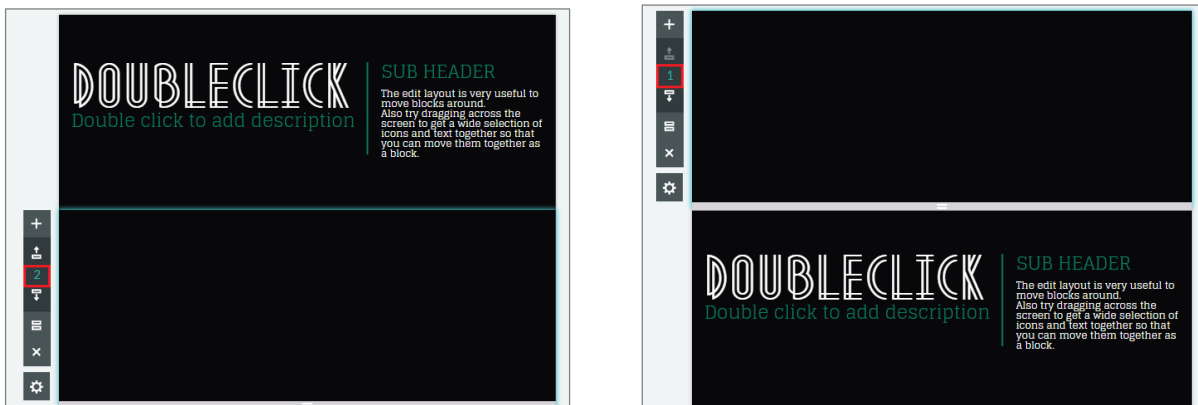 DOUBLECLICK
Double click to add description
SUB HEADER
The edit layout is very useful to
move blocks around.
Also try dragging across the
screen to get a wide selection of
icons and text together so that
you can move them together as
a block.
2
1
DOUBLECLICK
Double click to add description
SUB HEADER
The edit layout is very useful to
move blocks around.
Also try dragging across the
screen to get a wide selection of
icons and text together so that
you can move them together as
a block.